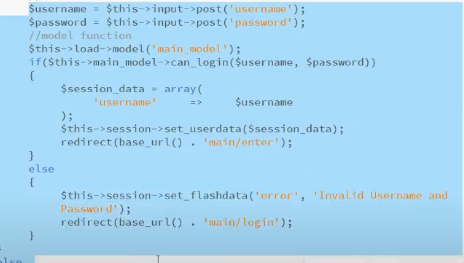 $username = $this->input->post('username');
$password = $this->input->post('password');
//model function
$this->load->model('main_model');
if($this->main_model->can_login($username, $password))
{
$session_data = array(
'username' => $username
);
$this->session->set_userdata($session_data);
redirect(base_url() . 'main/enter');
}
else
{
$this->session->set_flashdata('error', 'Invalid Username and
Password');
redirect(base_url() . 'main/login');
}
}
else